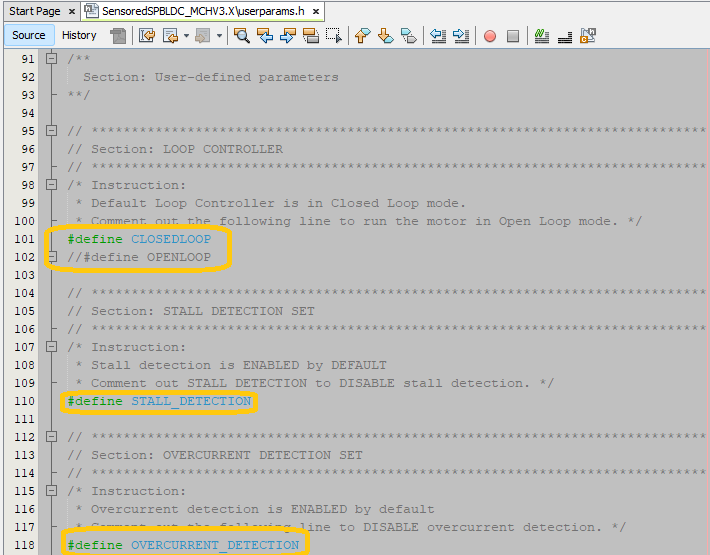 Start Page × SensoredSPBLDC_MCHV3.X\userparams.h ×
Source History
91 /**
92 Section: User-defined parameters
93 **/
94
95 // *****************************************************************************
96 // Section: LOOP CONTROLLER
97 // *****************************************************************************
98 /* Instruction:
99 * Default Loop Controller is in Closed Loop mode.
100 * Comment out the following line to run the motor in Open Loop mode. */
101 #define CLOSEDLOOP
102 //#define OPENLOOP
103
104 // *****************************************************************************
105 // Section: STALL DETECTION SET
106 // *****************************************************************************
107 /* Instruction:
108 * Stall detection is ENABLED by DEFAULT
109 * Comment out STALL DETECTION to DISABLE stall detection. */
110 #define STALL_DETECTION
111
112 // *****************************************************************************
113 // Section: OVERCURRENT DETECTION SET
114 // *****************************************************************************
115 /* Instruction:
116 * Overcurrent detection is ENABLED by default
117 * Comment out the following line to DISABLE overcurrent detection. */
118 #define OVERCURRENT_DETECTION